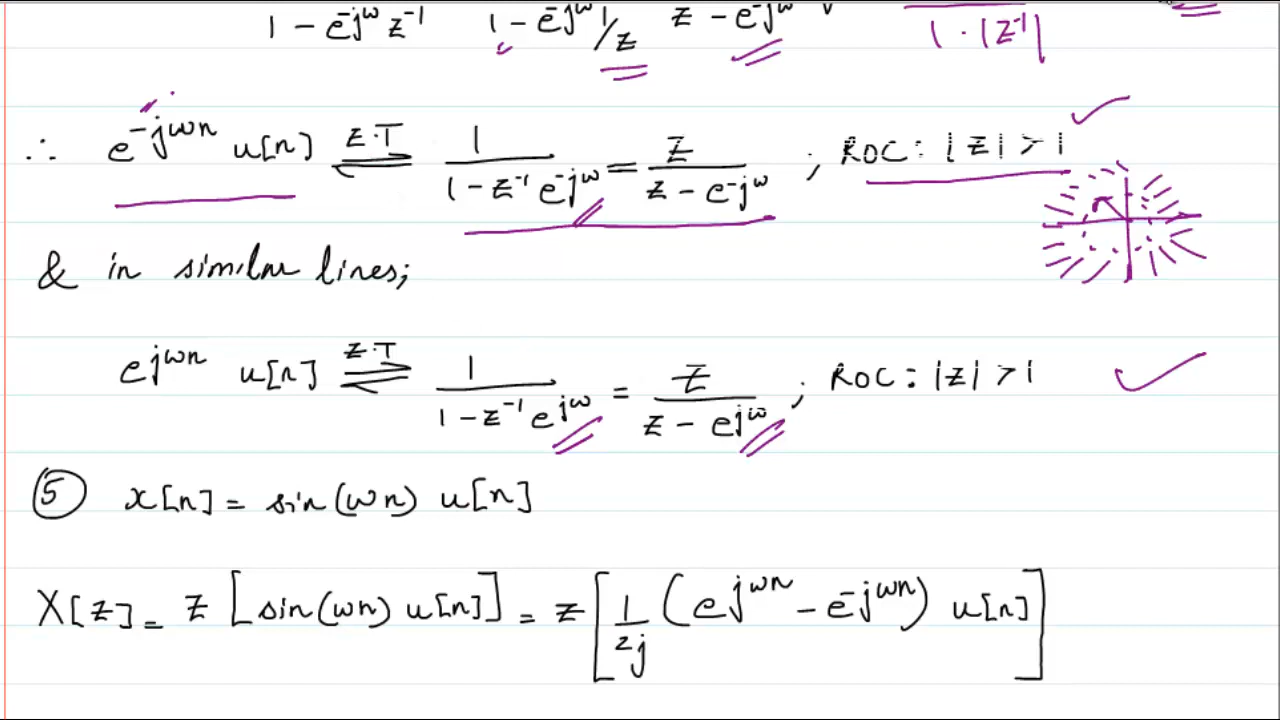 1 − e^{-jω} z^{-1}    1 − e^{-jω} 1/z    z − e^{-jω}    1·|z^{-1}|
∴ e^{-jωn} u[n] ⇌(Z.T) 1/(1 − z^{-1} e^{-jω}) = z/(z − e^{-jω}) ; ROC: |z| > 1
& in similar lines;
e^{jωn} u[n] ⇌(Z.T) 1/(1 − z^{-1} e^{jω}) = z/(z − e^{jω}) ; ROC: |z| > 1
⑤ x[n] = sin(ωn) u[n]
X[z] = Z [sin(ωn) u[n]] = Z [1/2j (e^{jωn} − e^{-jωn}) u[n]]